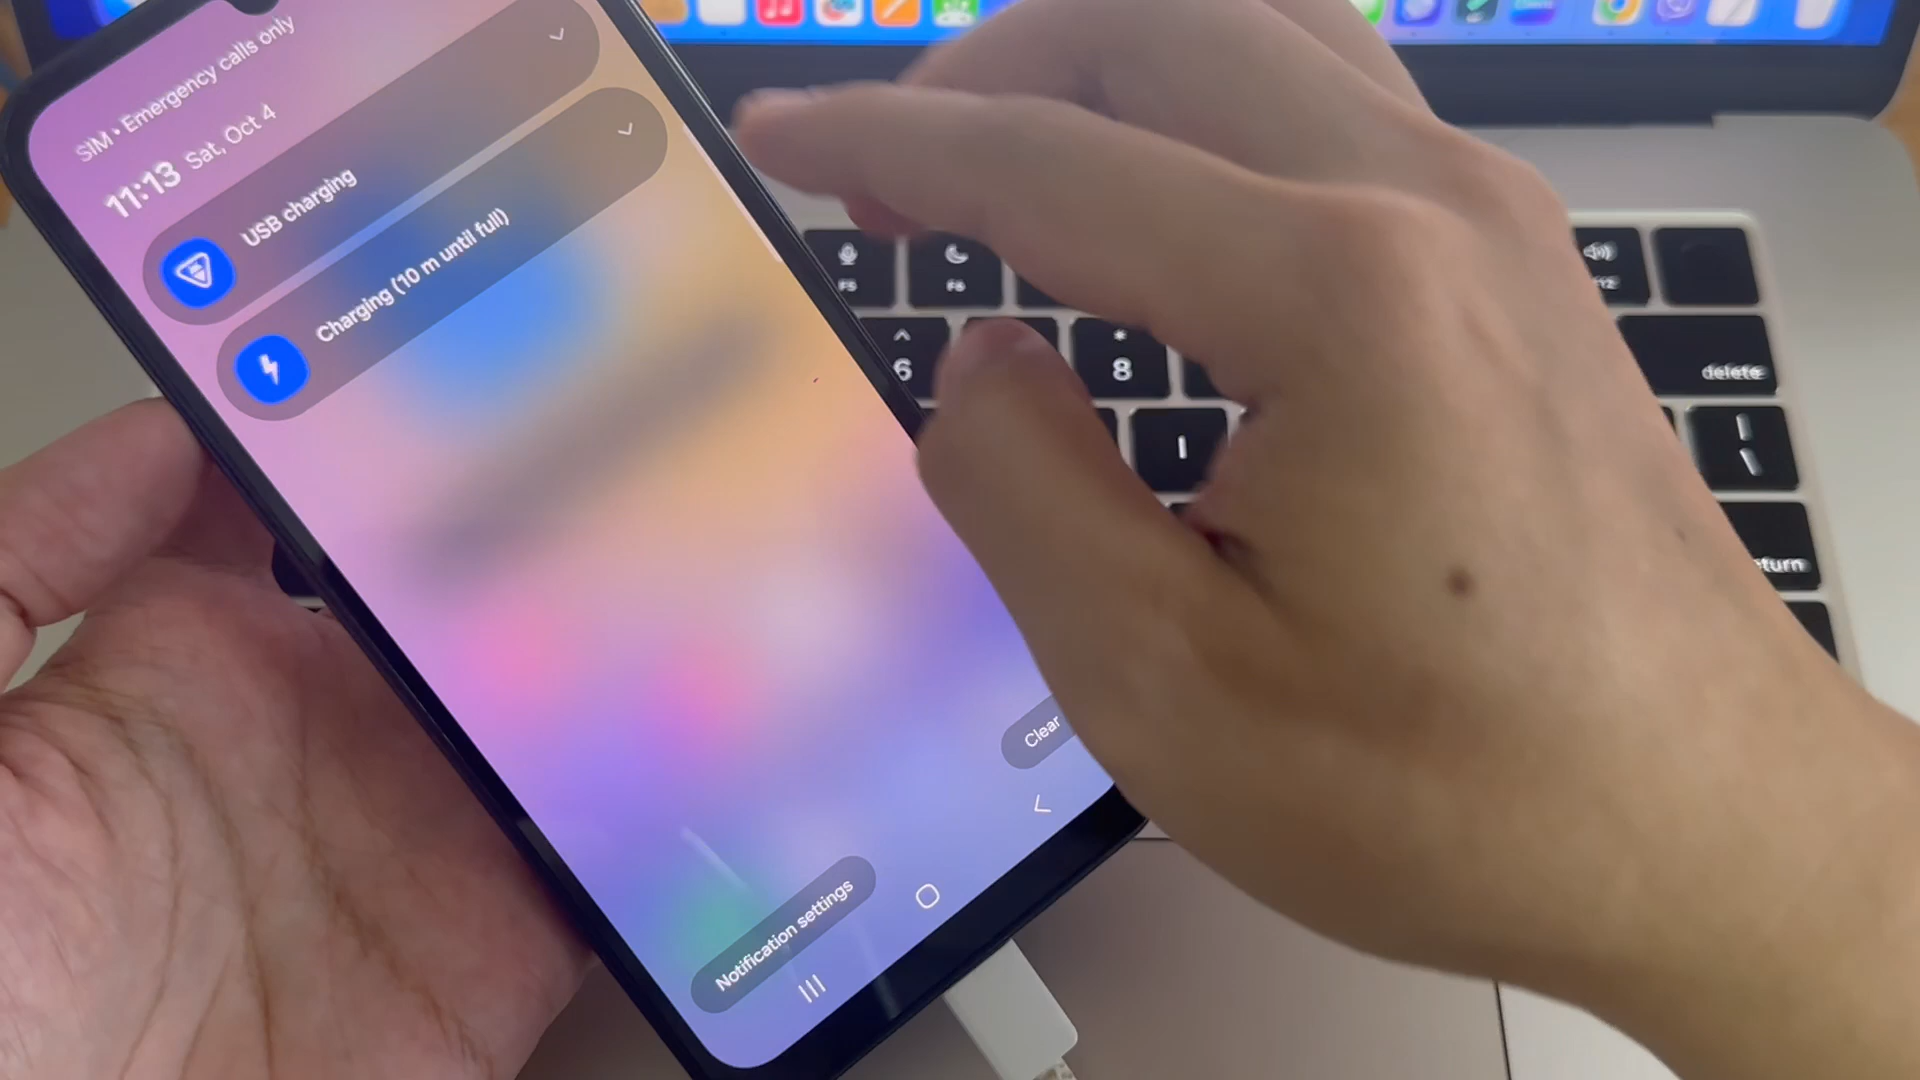 SIM • Emergency calls only
11:13 Sat, Oct 4
USB charging
Charging (10 m until full)
Clear
Notification settings
F5
F6
^
6
*
8
I
delete